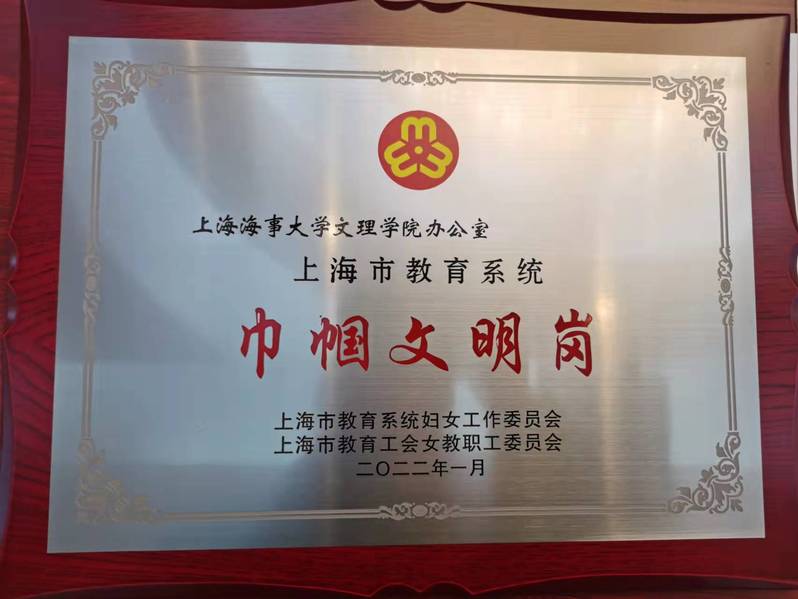 上海海事大学文理学院办公室
上海市教育系统
巾帼文明岗
上海市教育系统妇女工作委员会
上海市教育工会女教职工委员会
二〇二二年一月